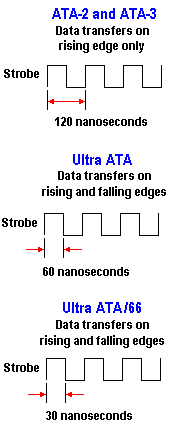 ATA-2 and ATA-3
Data transfers on
rising edge only
Strobe
120 nanoseconds
Ultra ATA
Data transfers on
rising and falling edges
Strobe
60 nanoseconds
Ultra ATA/66
Data transfers on
rising and falling edges
Strobe
30 nanoseconds